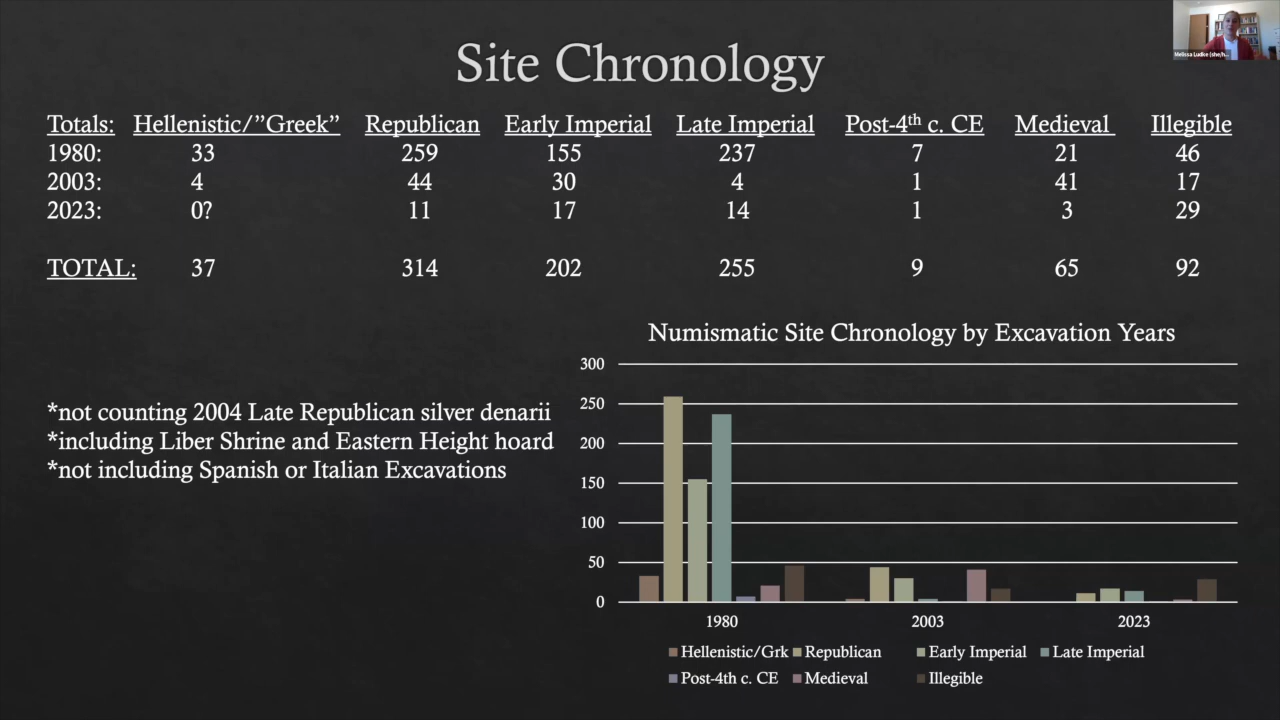 Melissa Ludke (she/h...
Site Chronology
Totals: Hellenistic/”Greek” Republican Early Imperial Late Imperial Post-4th c. CE Medieval Illegible
1980: 33 259 155 237 7 21 46
2003: 4 44 30 4 1 41 17
2023: 0? 11 17 14 1 3 29
TOTAL: 37 314 202 255 9 65 92
*not counting 2004 Late Republican silver denarii
*including Liber Shrine and Eastern Height hoard
*not including Spanish or Italian Excavations
Numismatic Site Chronology by Excavation Years
300
250
200
150
100
50
0
1980 2003 2023
Hellenistic/Grk Republican Early Imperial Late Imperial
Post-4th c. CE Medieval Illegible